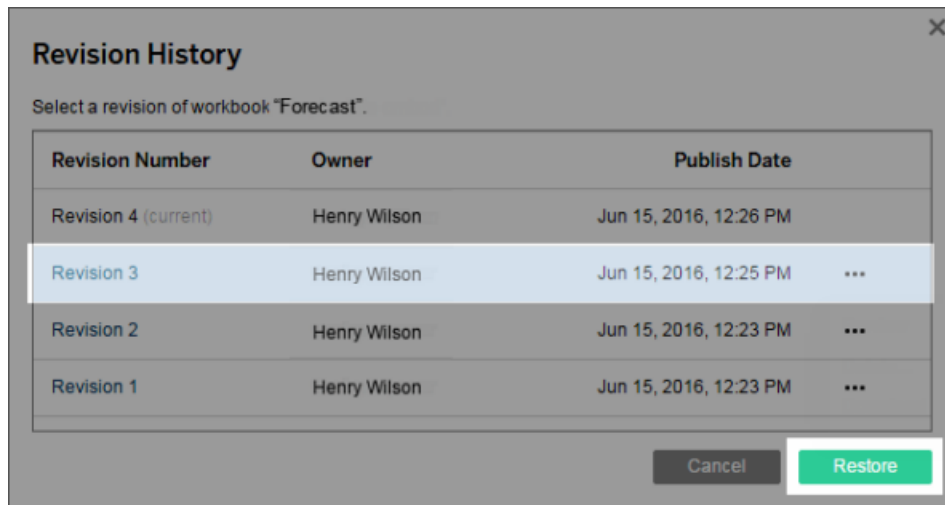 Revision History
Select a revision of workbook “Forecast”.
Revision Number Owner Publish Date
Revision 4 (current) Henry Wilson Jun 15, 2016, 12:26 PM
Revision 3 Henry Wilson Jun 15, 2016, 12:25 PM ...
Revision 2 Henry Wilson Jun 15, 2016, 12:23 PM ...
Revision 1 Henry Wilson Jun 15, 2016, 12:23 PM ...
Cancel Restore